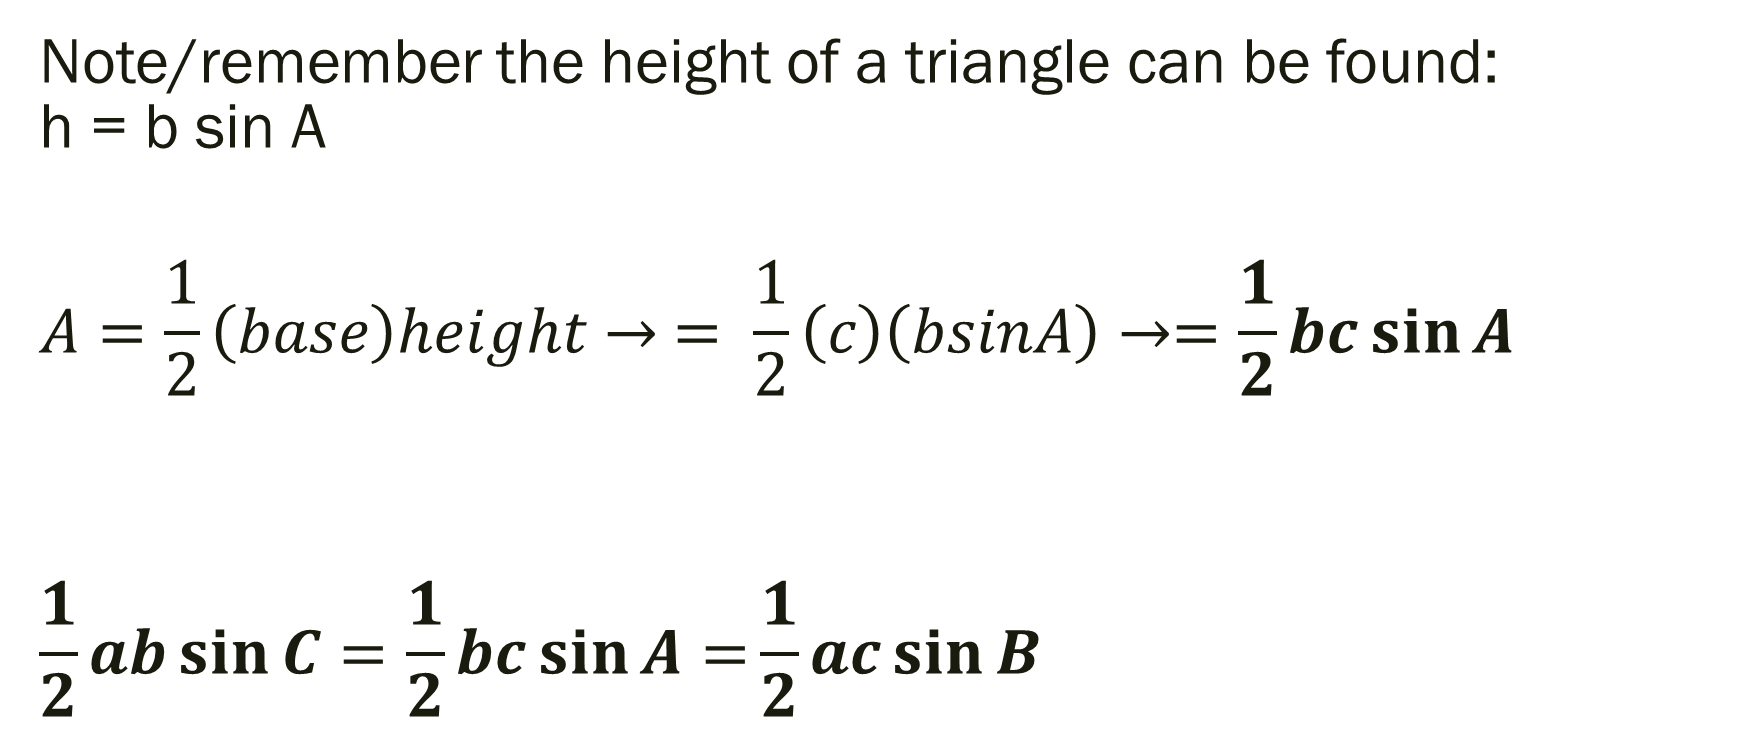 Note/remember the height of a triangle can be found:
h = b sin A
A = 1/2 (base)height → = 1/2 (c)(bsinA) →= 1/2 bc sin A
1/2 ab sin C = 1/2 bc sin A = 1/2 ac sin B